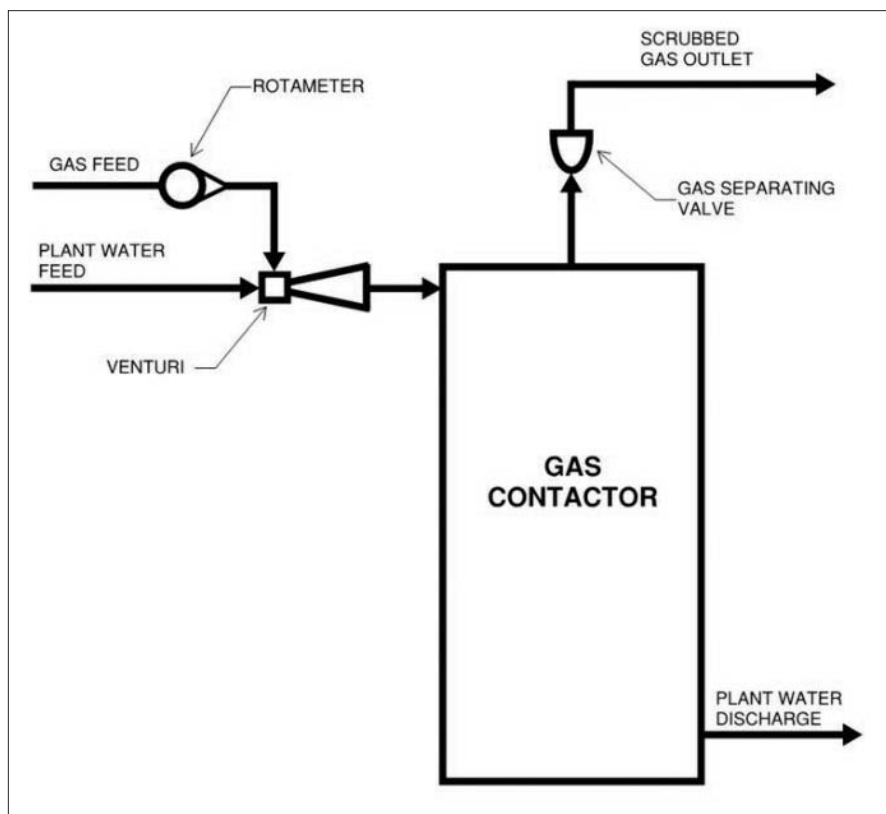 SCRUBBED
GAS OUTLET
ROTAMETER
GAS FEED
GAS SEPARATING
VALVE
PLANT WATER
FEED
VENTURI
GAS
CONTACTOR
PLANT WATER
DISCHARGE